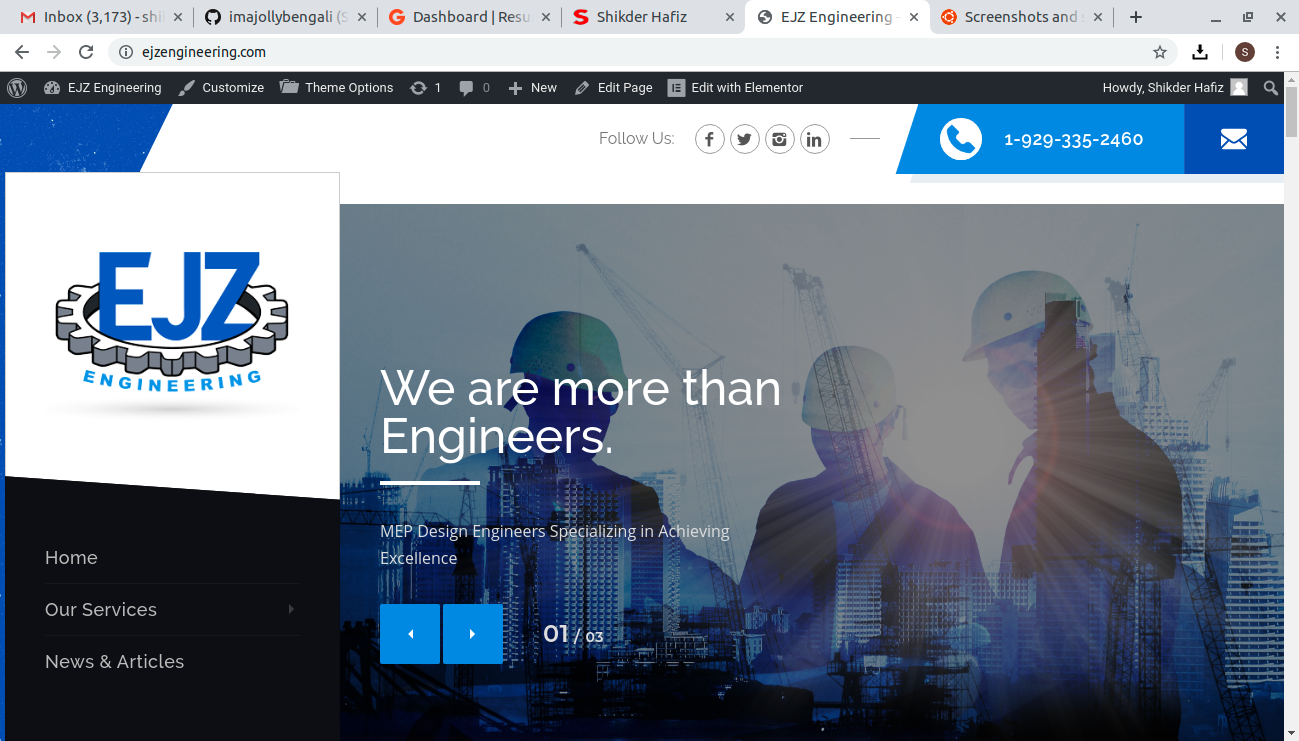 Inbox (3,173) - shi
imajollybengali (S
Dashboard | Resu
Shikder Hafiz
EJZ Engineering -
Screenshots and s
ejzengineering.com
S
EJZ Engineering
Customize
Theme Options
1
0
New
Edit Page
Edit with Elementor
Howdy, Shikder Hafiz
Follow Us:
1-929-335-2460
EJZ
ENGINEERING
We are more than
Engineers.
MEP Design Engineers Specializing in Achieving
Excellence
01 / 03
Home
Our Services
News & Articles